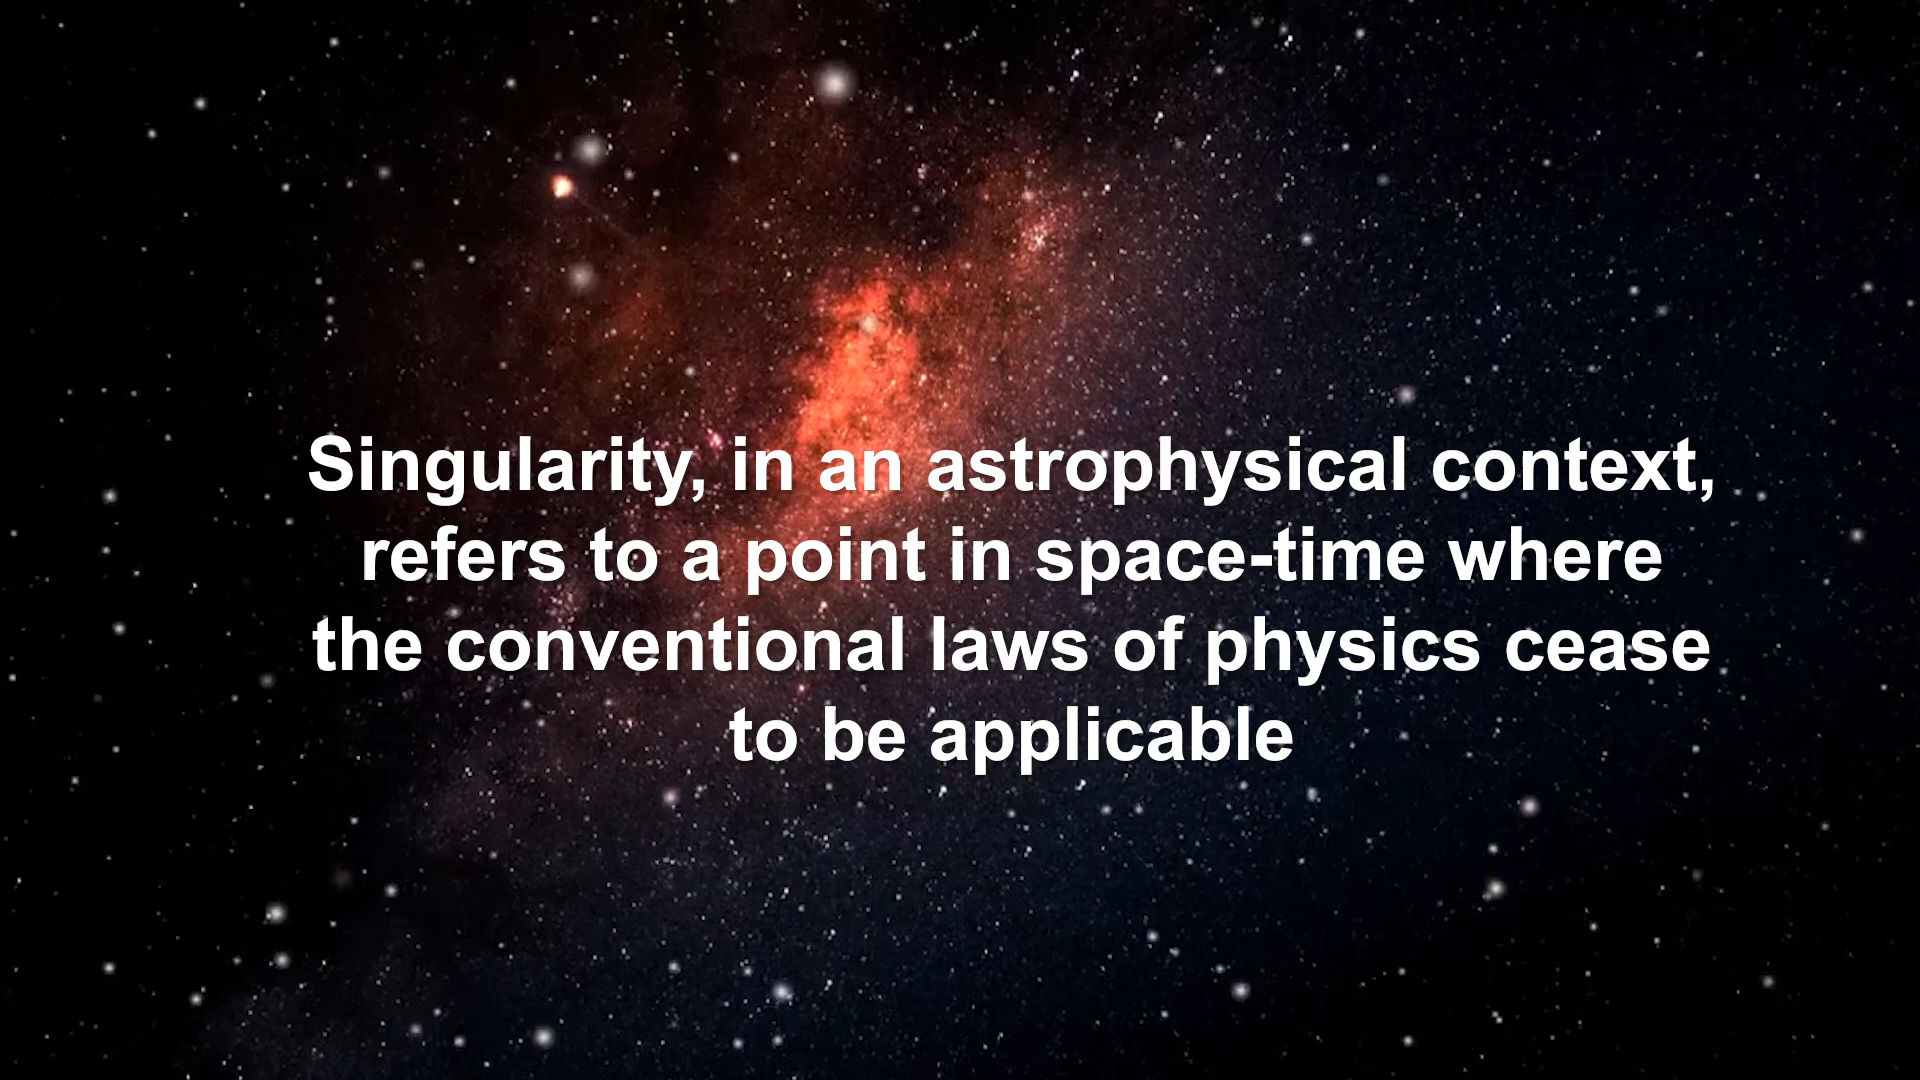 Singularity, in an astrophysical context,
refers to a point in space-time where
the conventional laws of physics cease
to be applicable